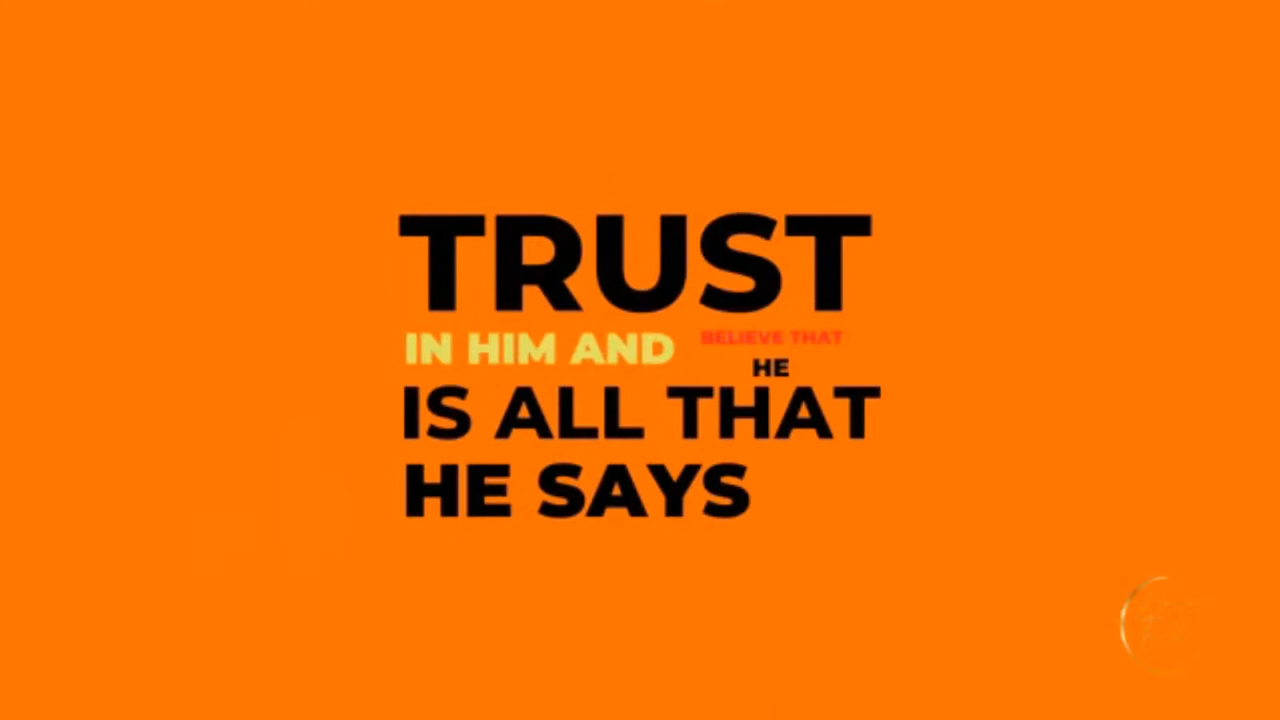 TRUST
IN HIM AND BELIEVE THAT
HE
IS ALL THAT
HE SAYS